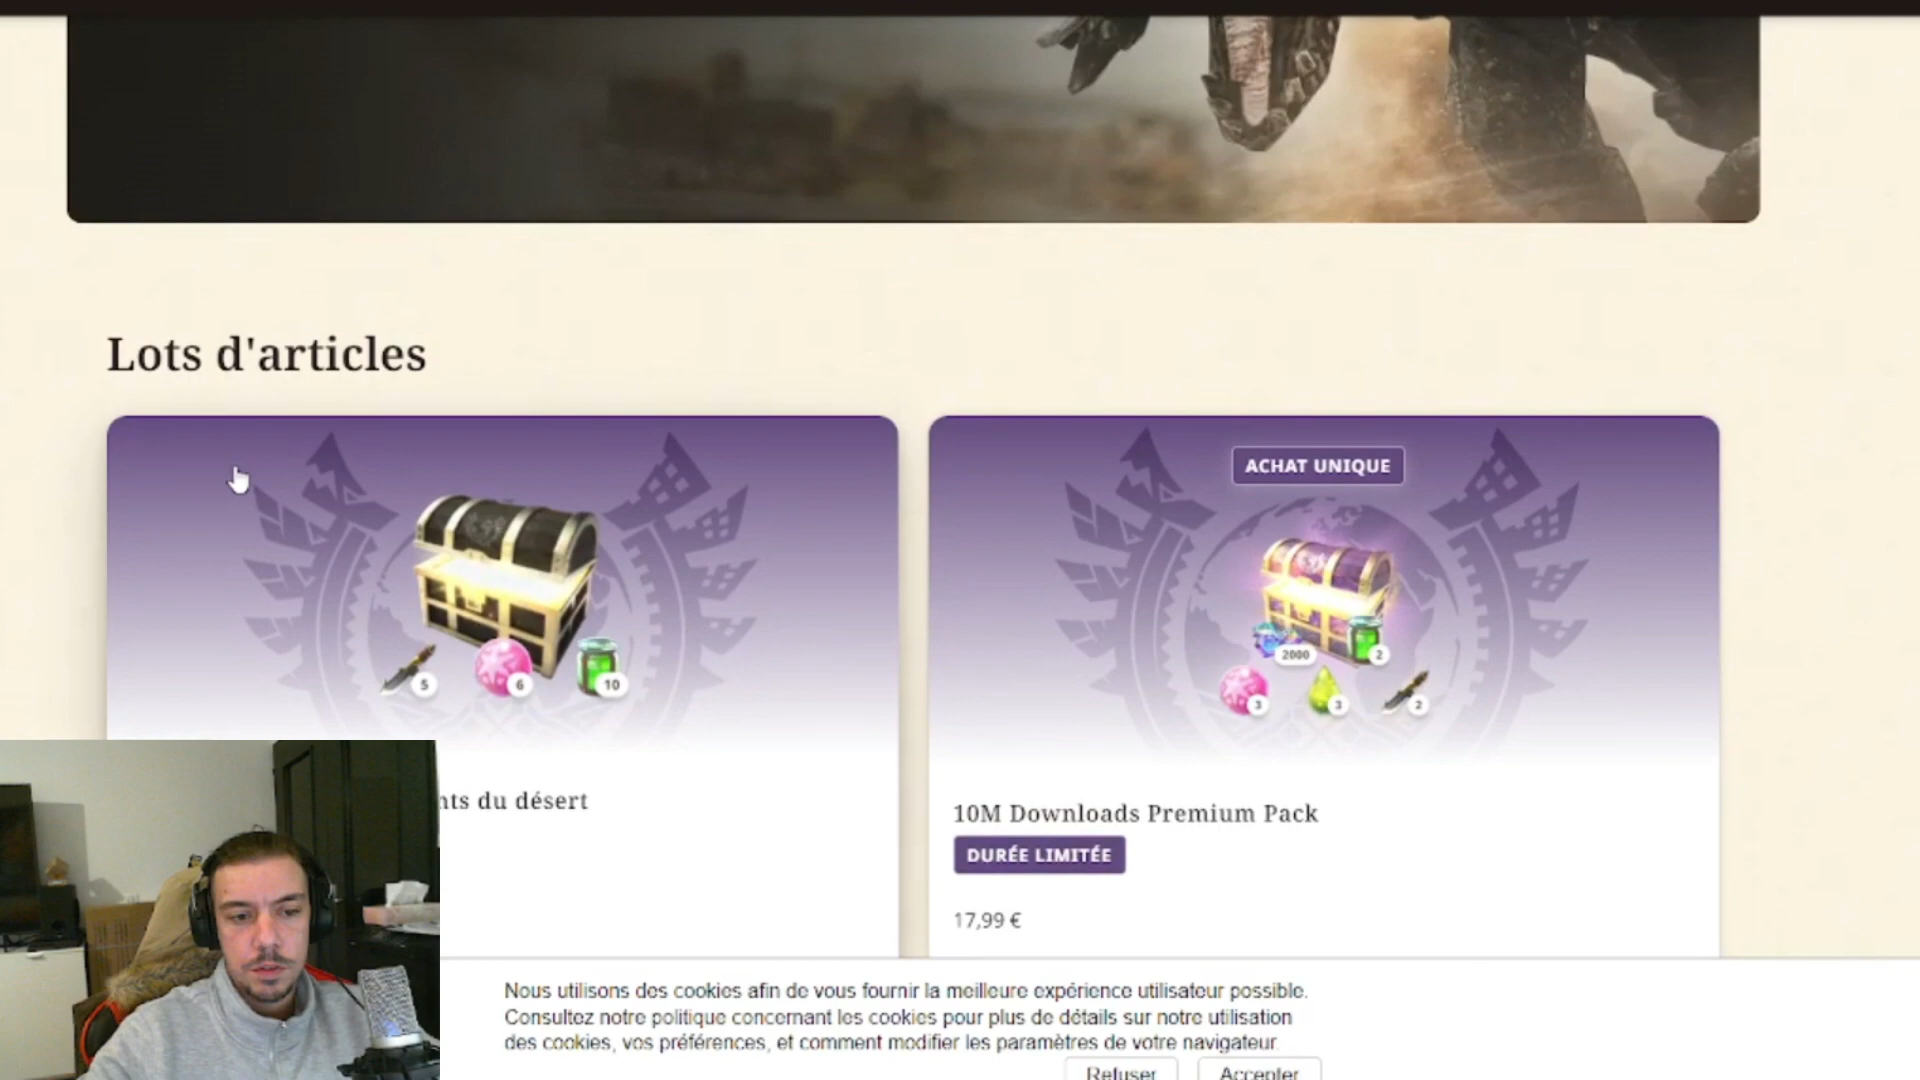 Lots d'articles
ACHAT UNIQUE
5
6
10
2000
2
3
3
2
du désert
10M Downloads Premium Pack
DURÉE LIMITÉE
17,99 €
Nous utilisons des cookies afin de vous fournir la meilleure expérience utilisateur possible.
Consultez notre politique concernant les cookies pour plus de détails sur notre utilisation
des cookies, vos préférences, et comment modifier les paramètres de votre navigateur.
Refuser
Accepter